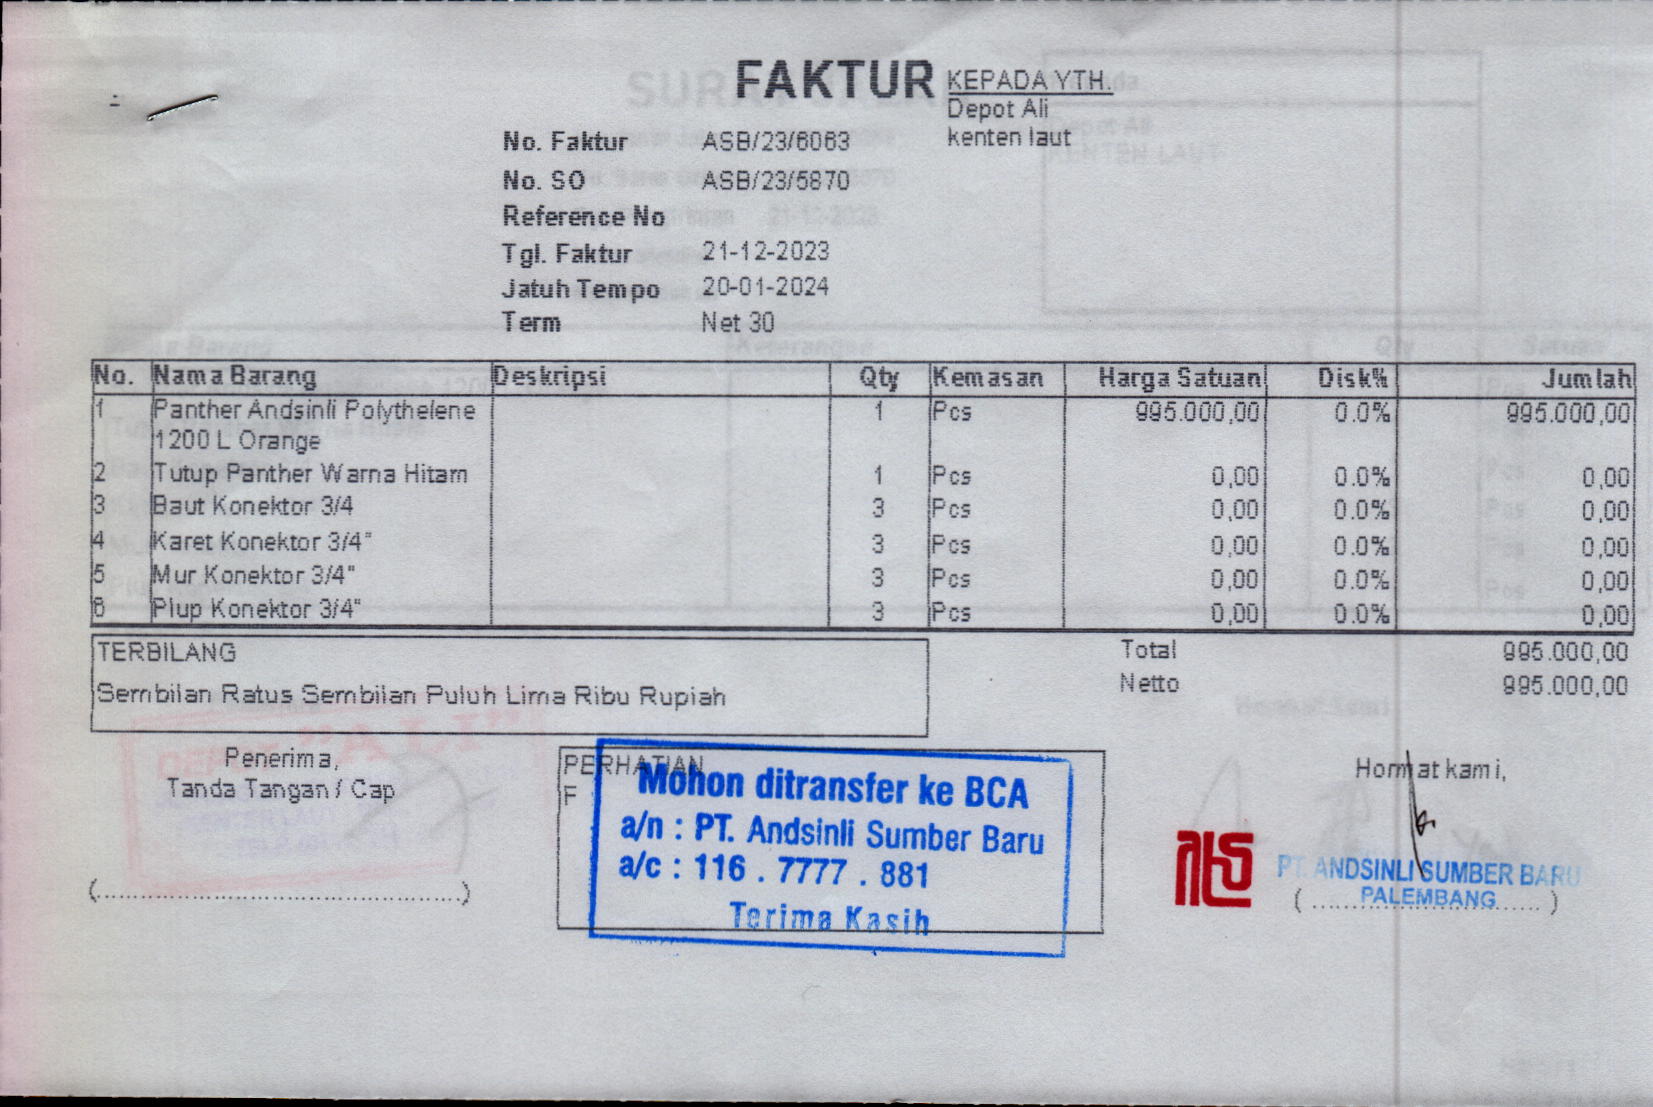 FAKTUR
KEPADA YTH.
Depot Ali
kenten laut
No. Faktur ASB/23/6063
No. SO ASB/23/5870
Reference No
Tgl. Faktur 21-12-2023
Jatuh Tempo 20-01-2024
Term Net 30
No. Nama Barang Deskripsi Qty Kemasan Harga Satuan Disk% Jumlah
1 Panther Andsinli Polythelene 1 Pcs 995.000,00 0.0% 995.000,00
1200 L Orange
2 Tutup Panther Warna Hitam 1 Pcs 0,00 0.0% 0,00
3 Baut Konektor 3/4 3 Pcs 0,00 0.0% 0,00
4 Karet Konektor 3/4" 3 Pcs 0,00 0.0% 0,00
5 Mur Konektor 3/4" 3 Pcs 0,00 0.0% 0,00
6 Plup Konektor 3/4" 3 Pcs 0,00 0.0% 0,00
TERBILANG
Sembilan Ratus Sembilan Puluh Lima Ribu Rupiah
Total 995.000,00
Netto 995.000,00
Penerima,
Tanda Tangan / Cap
PERHATIAN
F
Mohon ditransfer ke BCA
a/n : PT. Andsinli Sumber Baru
a/c : 116 . 7777 . 881
Terima Kasih
Hormat kami,
PT. ANDSINLI SUMBER BARU
PALEMBANG